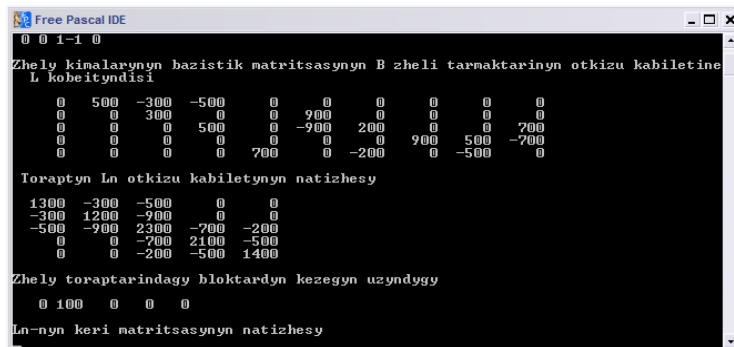 Free Pascal IDE
0 0 1-1 0
Zhely kimalarynyn bazistik matritsasynyn B zheli tarmaktarinyn otkizu kabiletine
L kobeityndisi
0 500 -300 -500 0 0 0 0 0 0
0 0 300 0 0 900 0 0 0 0
0 0 0 500 0 -900 200 0 0 700
0 0 0 0 0 0 0 900 500 -700
0 0 0 0 700 0 -200 0 -500 0
Toraptyn Ln otkizu kabiletynyn natizhesy
1300 -300 -500 0 0
-300 1200 -900 0 0
-500 -900 2300 -700 -200
0 0 -700 2100 -500
0 0 -200 -500 1400
Zhely toraptarindagy bloktardyn kezegyn uzyndygy
0 100 0 0 0
Ln-nyn keri matritsasynyn natizhesy